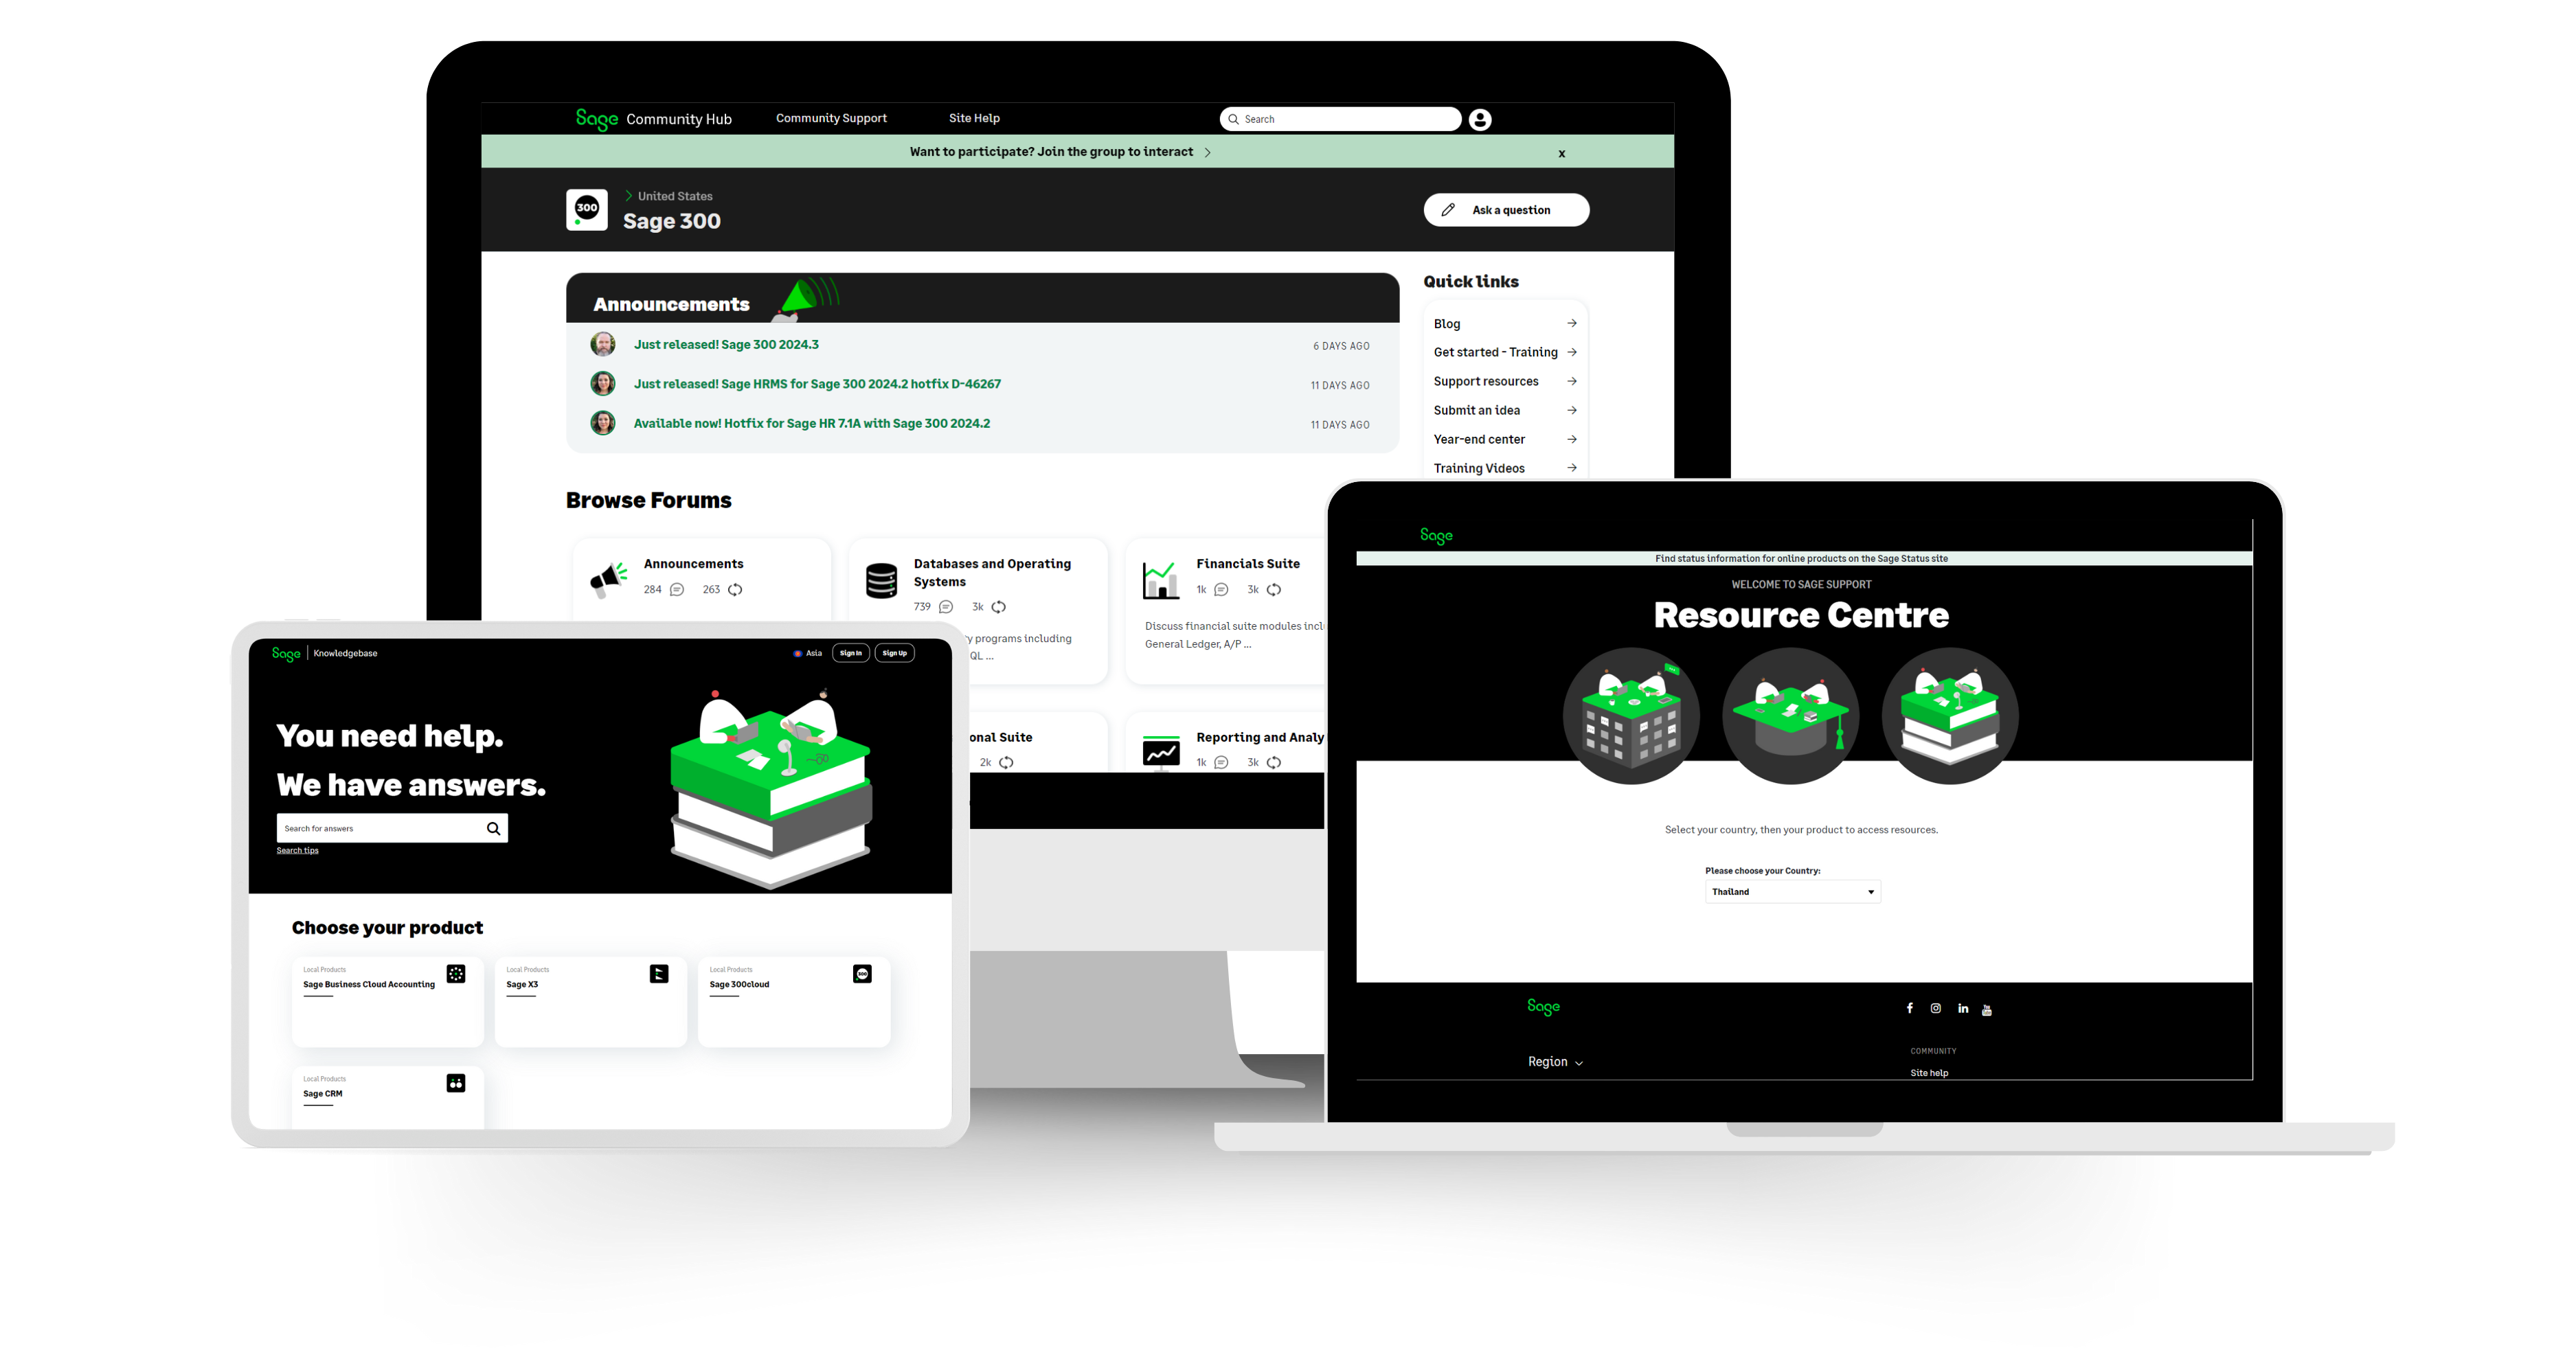 Sage Community Hub
Community Support
Site Help
Search
Want to participate? Join the group to interact
x
300
United States
Sage 300
Ask a question
Announcements
Just released! Sage 300 2024.3
6 DAYS AGO
Just released! Sage HRMS for Sage 300 2024.2 hotfix D-46267
11 DAYS AGO
Available now! Hotfix for Sage HR 7.1A with Sage 300 2024.2
11 DAYS AGO
Quick links
Blog
Get started - Training
Support resources
Submit an idea
Year-end center
Training Videos
Browse Forums
Announcements
284 263
Databases and Operating
Systems
739 3k
programs including
QL ...
Financials Suite
1k 3k
Discuss financial suite modules
General Ledger, A/P ...
onal Suite
2k
Reporting and Analy
1k 3k
Sage Knowledgebase
Asia
Sign In
Sign Up
You need help.
We have answers.
Search for answers
Search tips
Choose your product
Local Products
Sage Business Cloud Accounting
Local Products
Sage X3
Local Products
Sage 300cloud
300
Local Products
Sage CRM
Sage
Find status information for online products on the Sage Status site
WELCOME TO SAGE SUPPORT
Resource Centre
Select your country, then your product to access resources.
Please choose your Country:
Thailand
Sage
Region
COMMUNITY
Site help